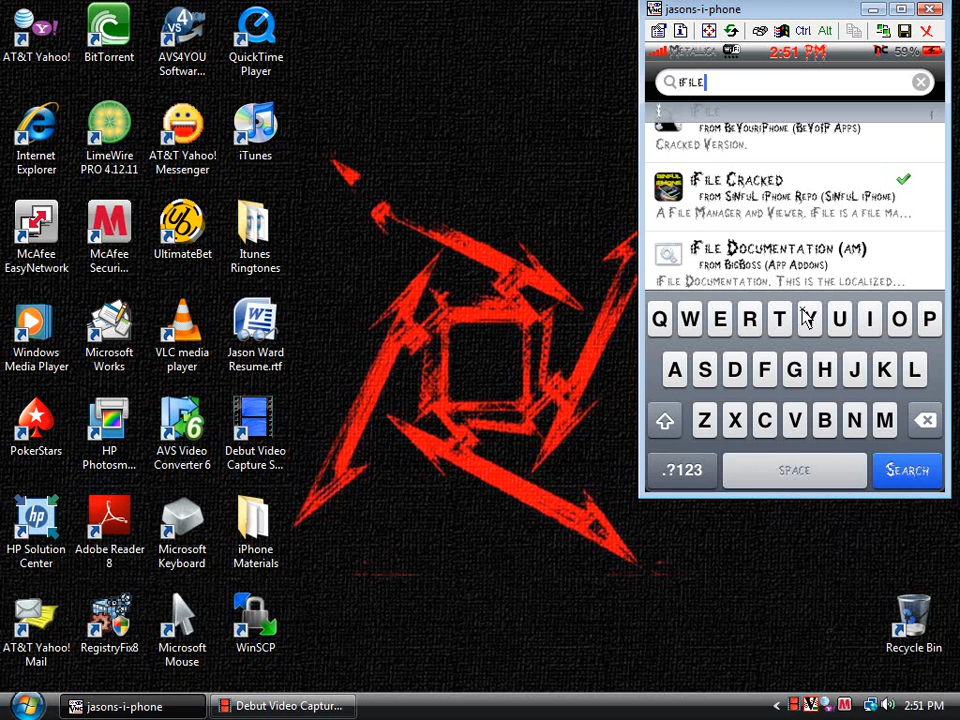 AT&T Yahoo!
BitTorrent
AVS4YOU
Softwar...
QuickTime
Player
Internet
Explorer
LimeWire
PRO 4.12.11
AT&T Yahoo!
Messenger
iTunes
McAfee
EasyNetwork
McAfee
Securi...
UltimateBet
Itunes
Ringtones
Windows
Media Player
Microsoft
Works
VLC media
player
Jason Ward
Resume.rtf
PokerStars
HP
Photosm...
AVS Video
Converter 6
Debut Video
Capture S...
HP Solution
Center
Adobe Reader
8
Microsoft
Keyboard
iPhone
Materials
AT&T Yahoo!
Mail
RegistryFix8
Microsoft
Mouse
WinSCP
Recycle Bin
jasons-i-phone
Ctrl Alt
Metallica 2:51 PM 59%
iFile
iFile
from BeYouriPhone (BeYoIP Apps)
Cracked Version.
iFile Cracked
from Sinful iPhone Repo (Sinful iPhone)
A File Manager and Viewer. iFile is a file ma...
iFile Documentation (AM)
from BigBoss (App Addons)
iFile Documentation. This is the localized...
Q W E R T Y U I O P
A S D F G H J K L
Z X C V B N M
.?123 space Search
jasons-i-phone
Debut Video Captur...
2:51 PM